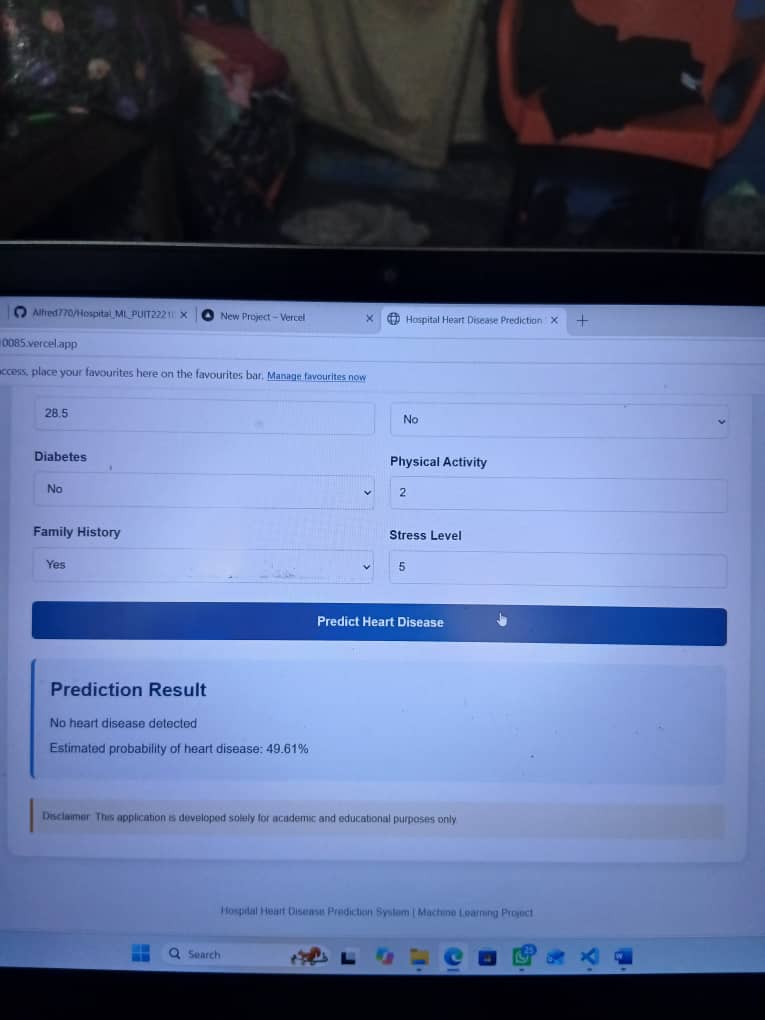 Alfred770/Hospital_ML_PUIT2221
New Project – Vercel
Hospital Heart Disease Prediction
0085.vercel.app
ccess, place your favourites here on the favourites bar. Manage favourites now
28.5
No
Diabetes
Physical Activity
No
2
Family History
Stress Level
Yes
5
Predict Heart Disease
Prediction Result
No heart disease detected
Estimated probability of heart disease: 49.61%
Disclaimer: This application is developed solely for academic and educational purposes only.
Hospital Heart Disease Prediction System | Machine Learning Project
Search
25